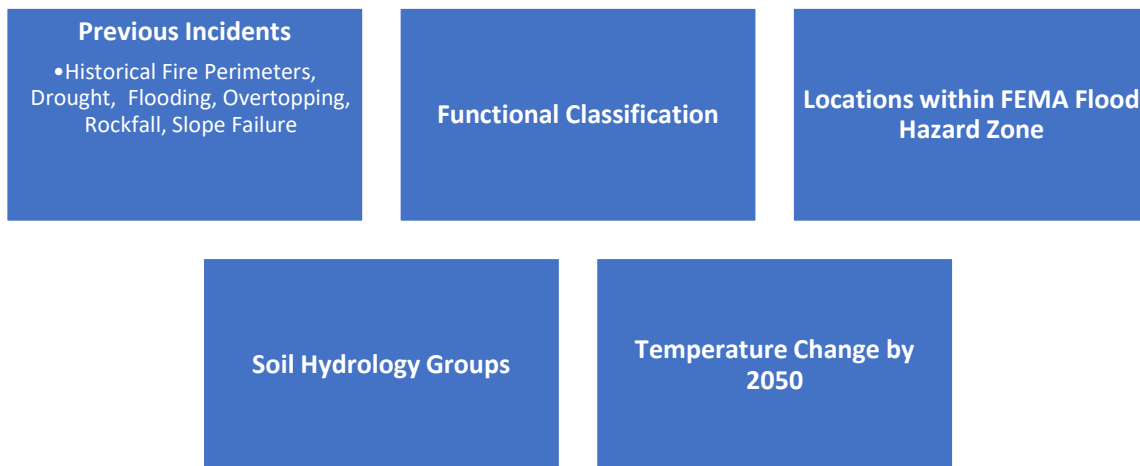 Previous Incidents
•Historical Fire Perimeters,
Drought, Flooding, Overtopping,
Rockfall, Slope Failure
Functional Classification
Locations within FEMA Flood
Hazard Zone
Soil Hydrology Groups
Temperature Change by
2050